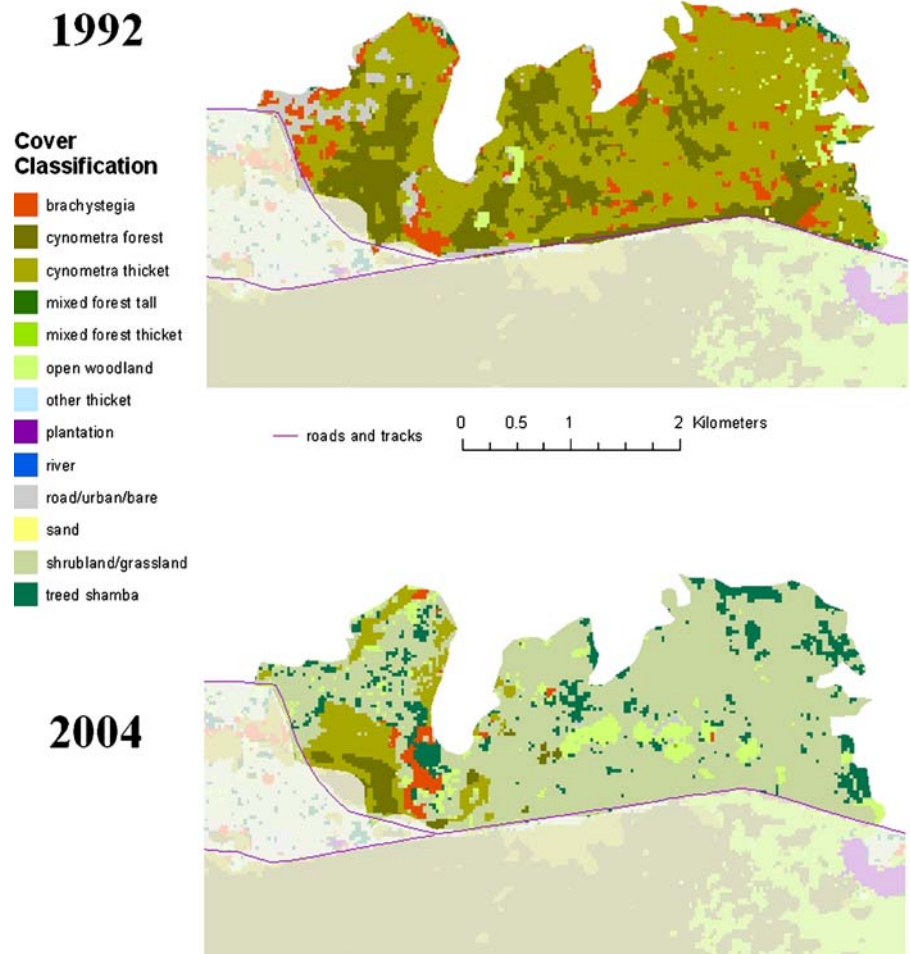 1992
Cover
Classification
brachystegia
cynometra forest
cynometra thicket
mixed forest tall
mixed forest thicket
open woodland
other thicket
plantation
river
road/urban/bare
sand
shrubland/grassland
treed shamba
roads and tracks
0 0.5 1 2 Kilometers
2004